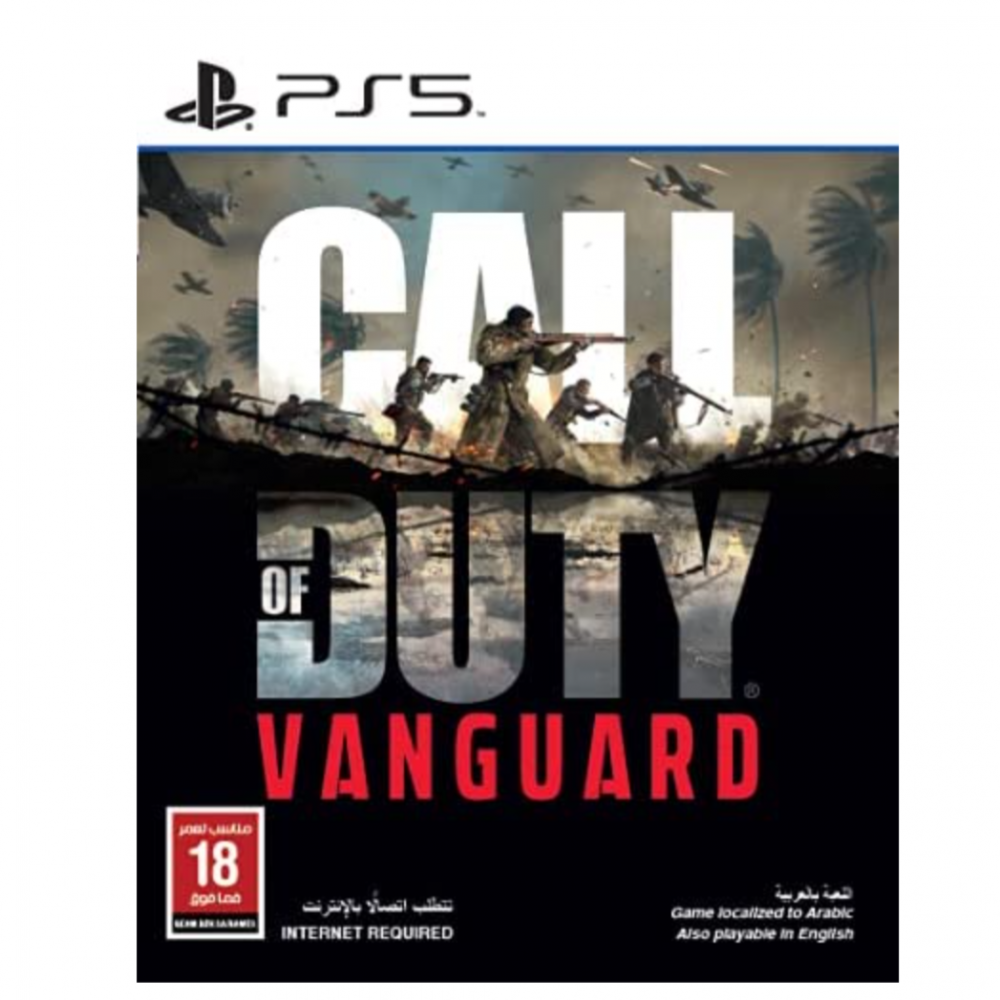 PS5
CALL
OF DUTY
VANGUARD
مناسب لعمر
18
فما فوق
تتطلب اتصالًا بالإنترنت
INTERNET REQUIRED
اللعبة بالعربية
Game localized to Arabic
Also playable in English